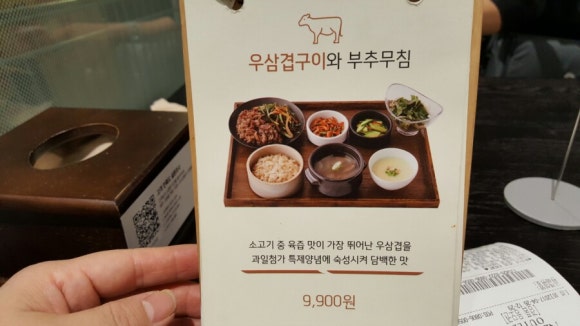 우삼겹구이와 부추무침
소고기 중 육즙 맛이 가장 뛰어난 우삼겹을
과일첨가 특제양념에 숙성시켜 담백한 맛
9,900원